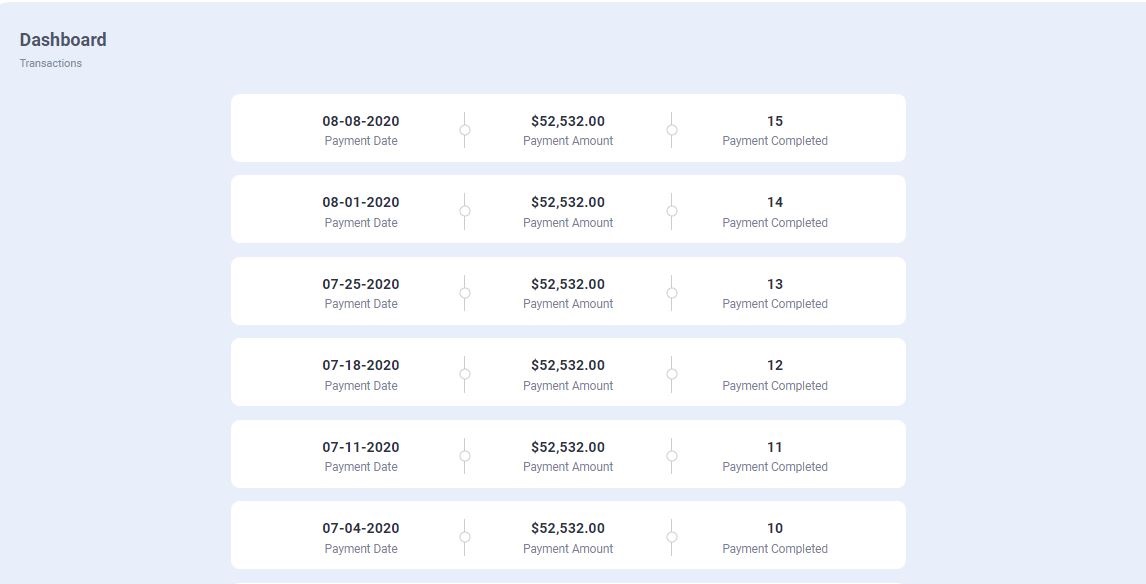 Dashboard
Transactions
08-08-2020 $52,532.00 15
Payment Date Payment Amount Payment Completed
08-01-2020 $52,532.00 14
Payment Date Payment Amount Payment Completed
07-25-2020 $52,532.00 13
Payment Date Payment Amount Payment Completed
07-18-2020 $52,532.00 12
Payment Date Payment Amount Payment Completed
07-11-2020 $52,532.00 11
Payment Date Payment Amount Payment Completed
07-04-2020 $52,532.00 10
Payment Date Payment Amount Payment Completed